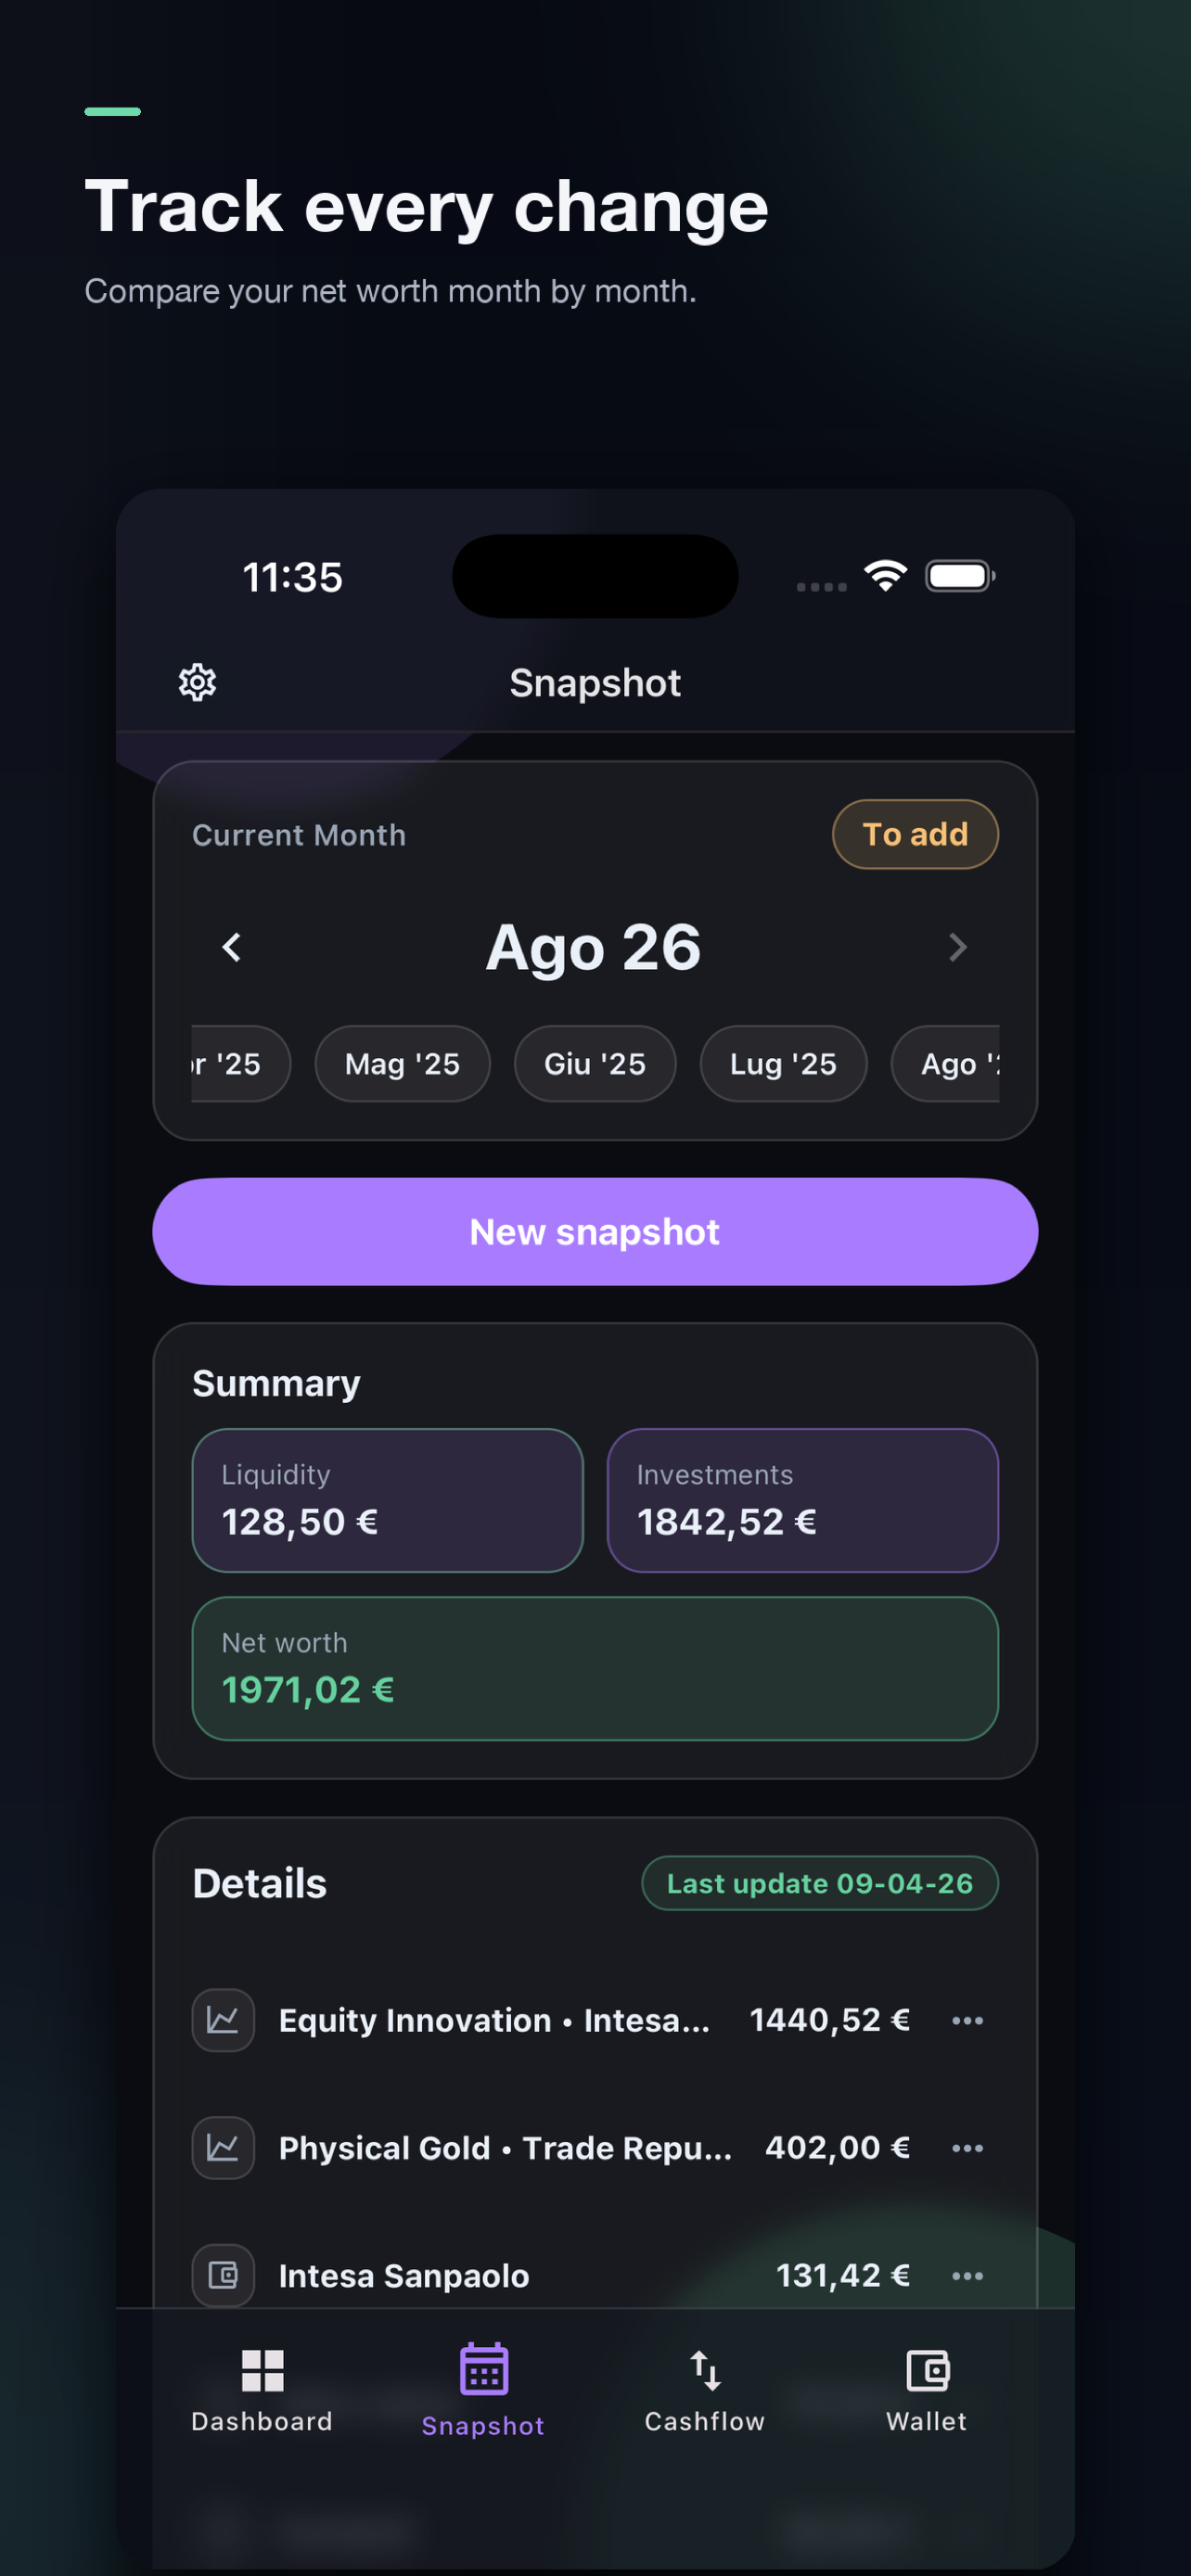 Track every change
Compare your net worth month by month.
11:35
Snapshot
Current Month
To add
Ago 26
r '25
Mag '25
Giu '25
Lug '25
Ago '2
New snapshot
Summary
Liquidity
128,50 €
Investments
1842,52 €
Net worth
1971,02 €
Details
Last update 09-04-26
Equity Innovation • Intesa... 1440,52 €
Physical Gold • Trade Repu... 402,00 €
Intesa Sanpaolo 131,42 €
Dashboard
Snapshot
Cashflow
Wallet